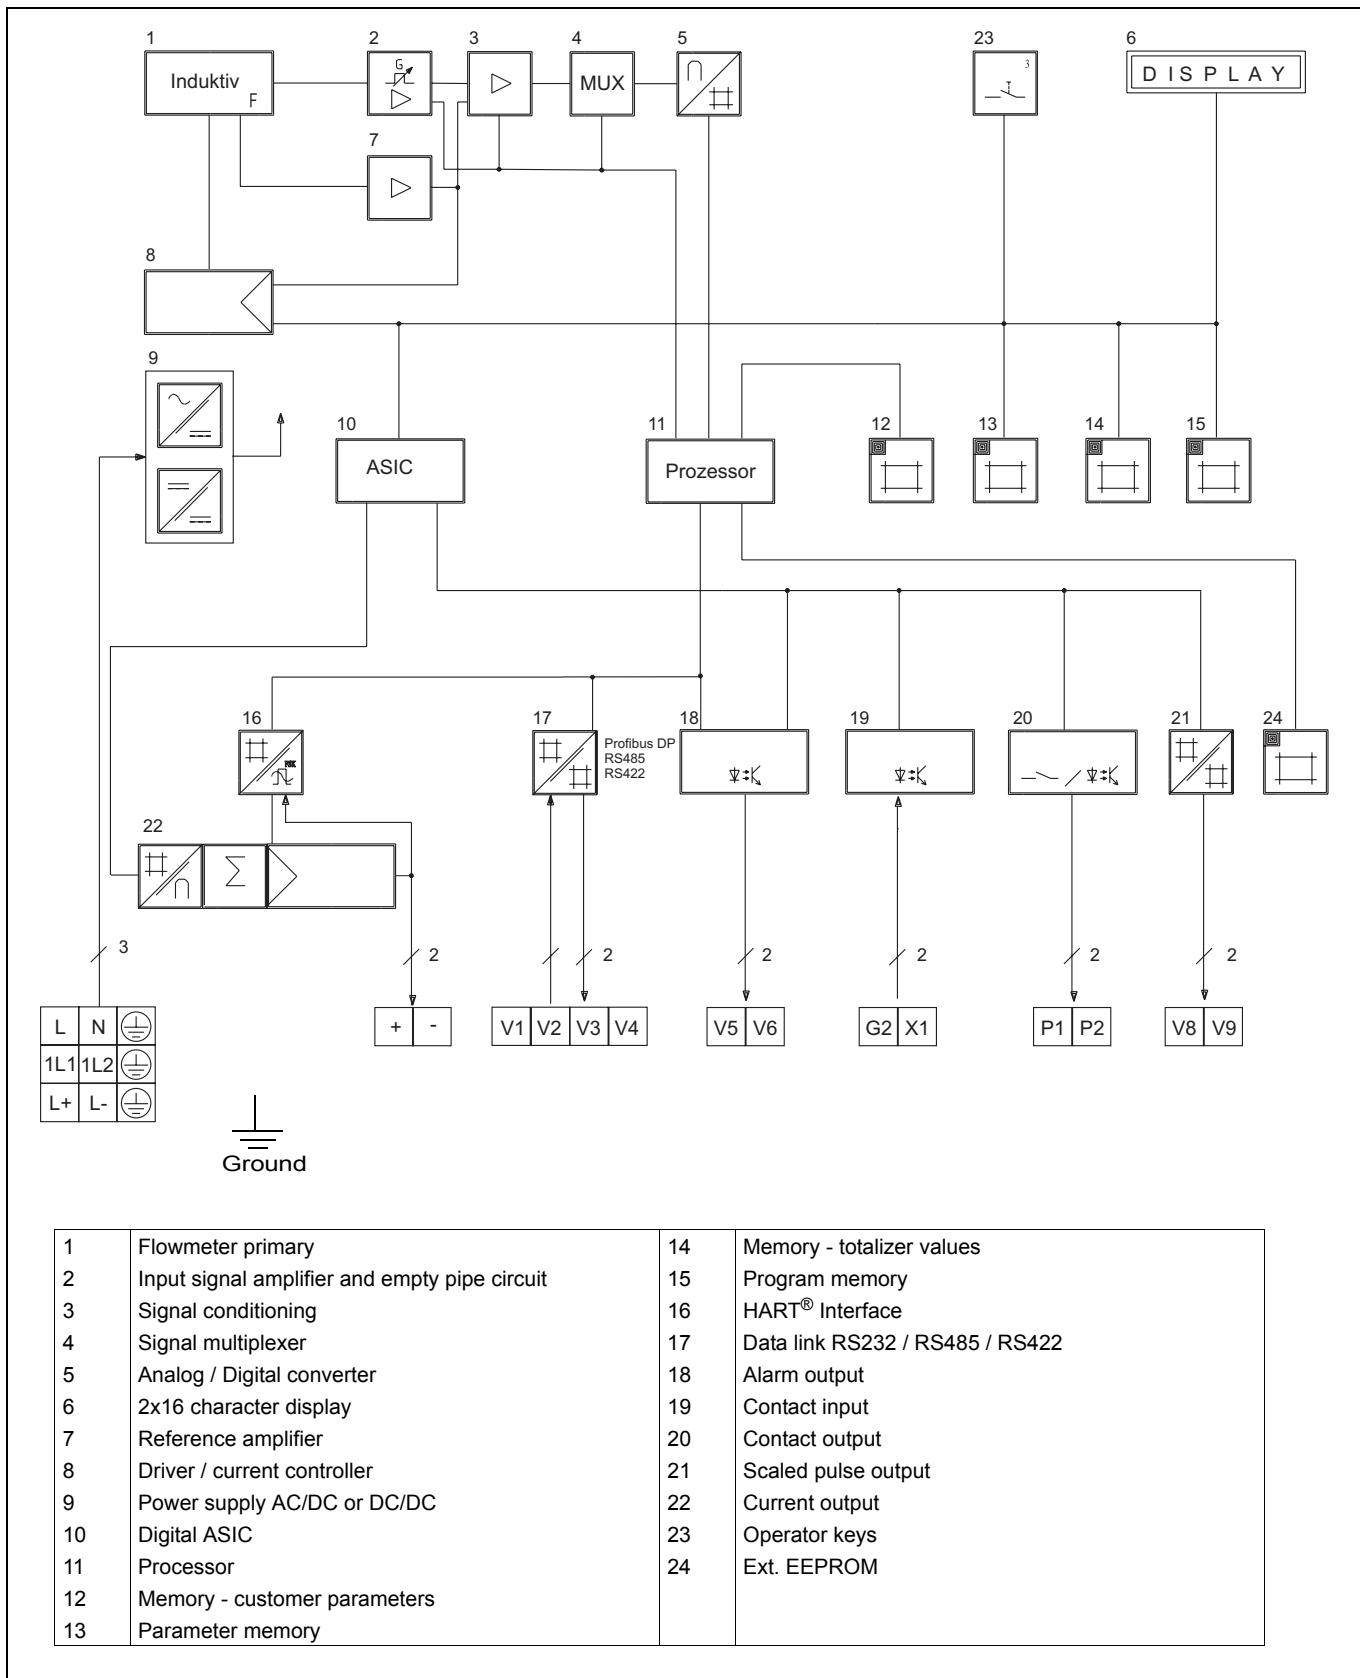 1 2 3 4 5 23 6
Induktiv F
G
MUX
3
DISPLAY
7
8
9
10 11 12 13 14 15
ASIC
Prozessor
16 17 18 19 20 21 24
Profibus DP
RS485
RS422
FSK
22
Σ
3 2 2 2 2 2 2
L N + - V1 V2 V3 V4 V5 V6 G2 X1 P1 P2 V8 V9
1L1 1L2
L+ L-
Ground
1 Flowmeter primary
2 Input signal amplifier and empty pipe circuit
3 Signal conditioning
4 Signal multiplexer
5 Analog / Digital converter
6 2x16 character display
7 Reference amplifier
8 Driver / current controller
9 Power supply AC/DC or DC/DC
10 Digital ASIC
11 Processor
12 Memory - customer parameters
13 Parameter memory
14 Memory - totalizer values
15 Program memory
16 HART® Interface
17 Data link RS232 / RS485 / RS422
18 Alarm output
19 Contact input
20 Contact output
21 Scaled pulse output
22 Current output
23 Operator keys
24 Ext. EEPROM